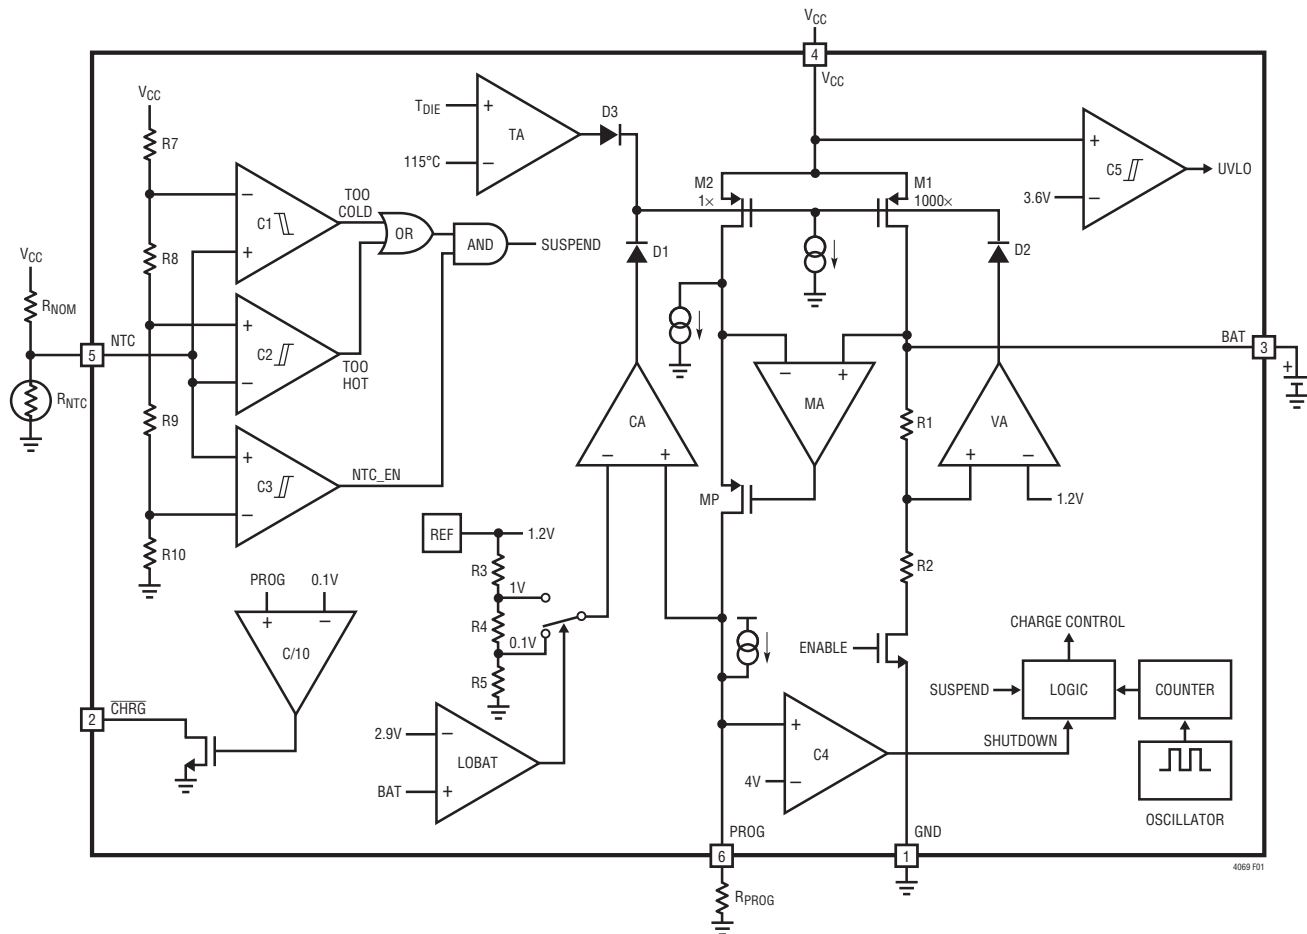 VCC
4
VCC
VCC
R7
R8
R9
R10
VCC
RNOM
5
NTC
RNTC
−
C1
+
TOO
COLD
+
C2
−
TOO
HOT
+
C3
−
NTC_EN
OR
AND
SUSPEND
TDIE
+
TA
115°C
−
D3
D1
M2
1×
M1
1000×
D2
+
C5
3.6V
−
UVLO
BAT
3
+
−
MA
+
R1
VA
+
−
1.2V
CA
−
+
MP
R2
REF
1.2V
R3
1V
R4
0.1V
R5
PROG
0.1V
+
−
C/10
2
CHRG
2.9V
−
LOBAT
BAT
+
ENABLE
+
C4
4V
−
SHUTDOWN
CHARGE CONTROL
SUSPEND
LOGIC
COUNTER
OSCILLATOR
PROG
6
RPROG
GND
1
4069 F01